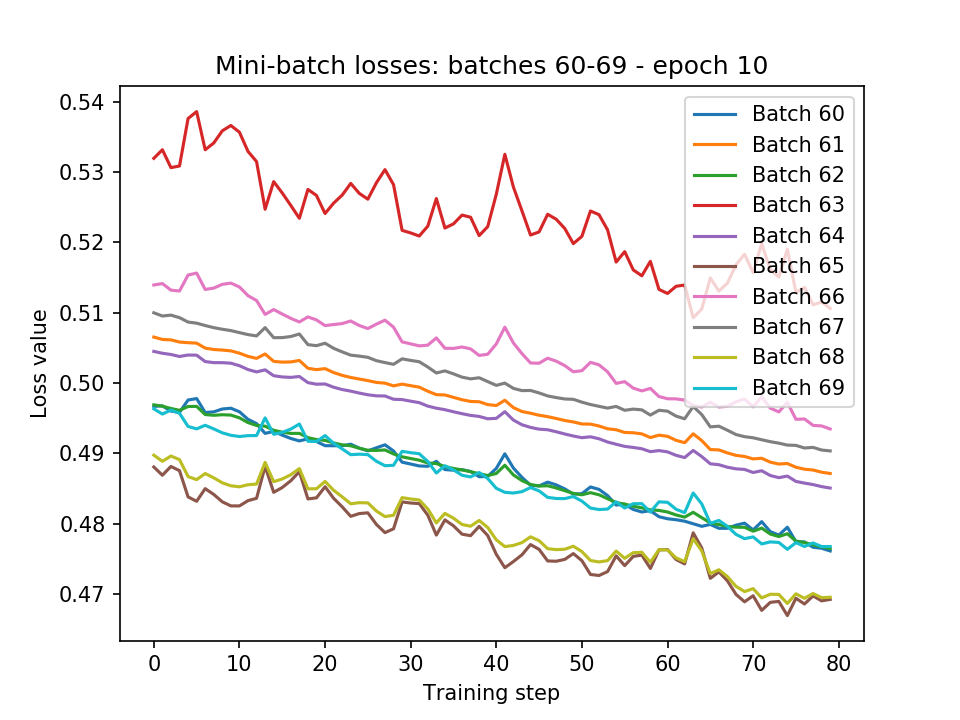 Mini-batch losses: batches 60-69 - epoch 10
0.54
0.53
0.52
0.51
0.50
0.49
0.48
0.47
Loss value
0
10
20
30
40
50
60
70
80
Training step
Batch 60
Batch 61
Batch 62
Batch 63
Batch 64
Batch 65
Batch 66
Batch 67
Batch 68
Batch 69